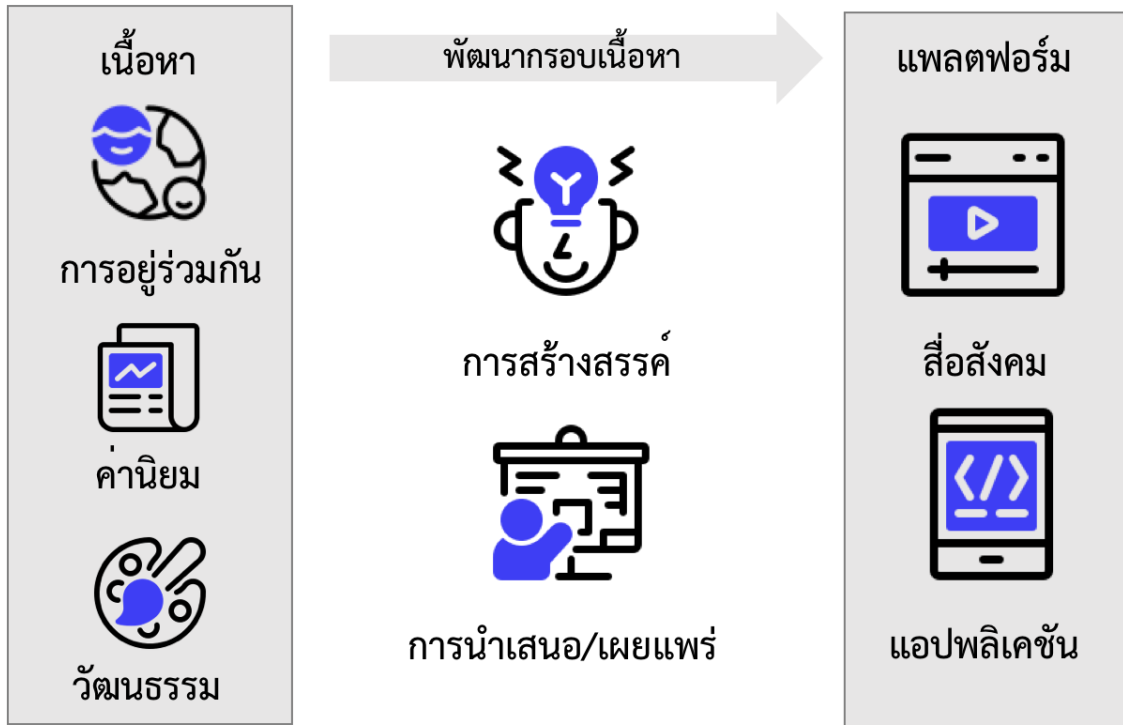 เนื้อหา
การอยู่ร่วมกัน
ค่านิยม
วัฒนธรรม
พัฒนากรอบเนื้อหา
การสร้างสรรค์
การนำเสนอ/เผยแพร่
แพลตฟอร์ม
สื่อสังคม
แอปพลิเคชัน